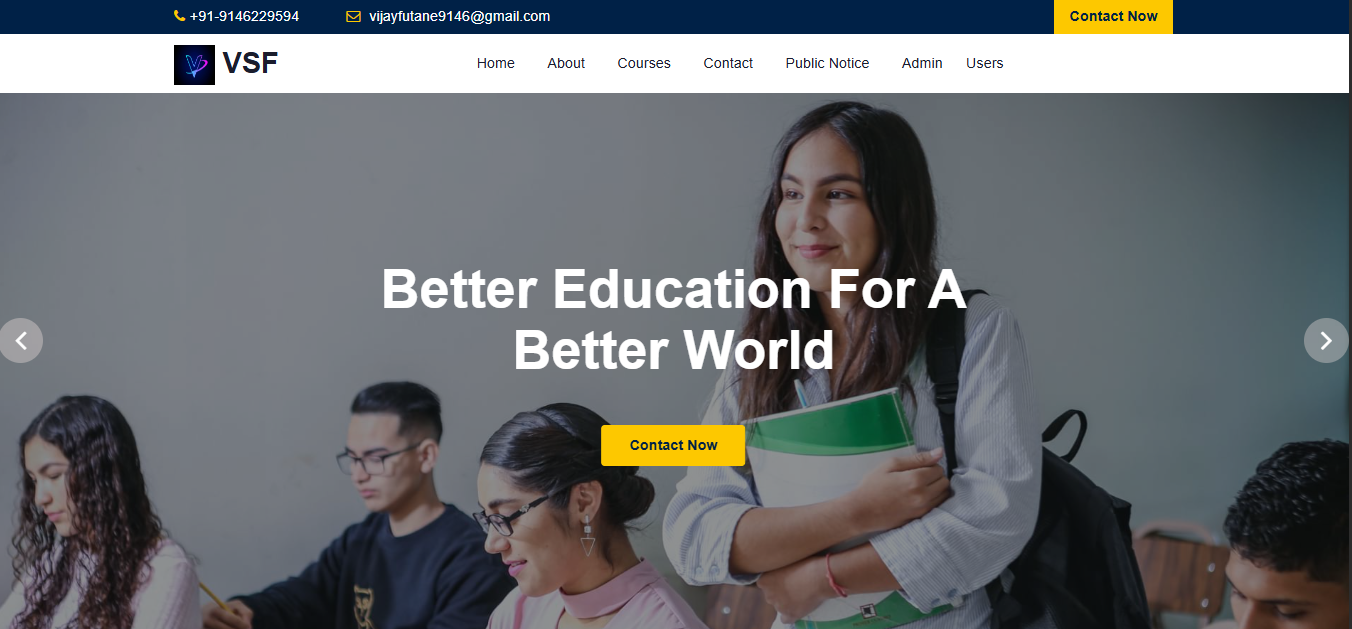 +91-9146229594 vijayfutane9146@gmail.com Contact Now
VSF Home About Courses Contact Public Notice Admin Users
Better Education For A
Better World
Contact Now